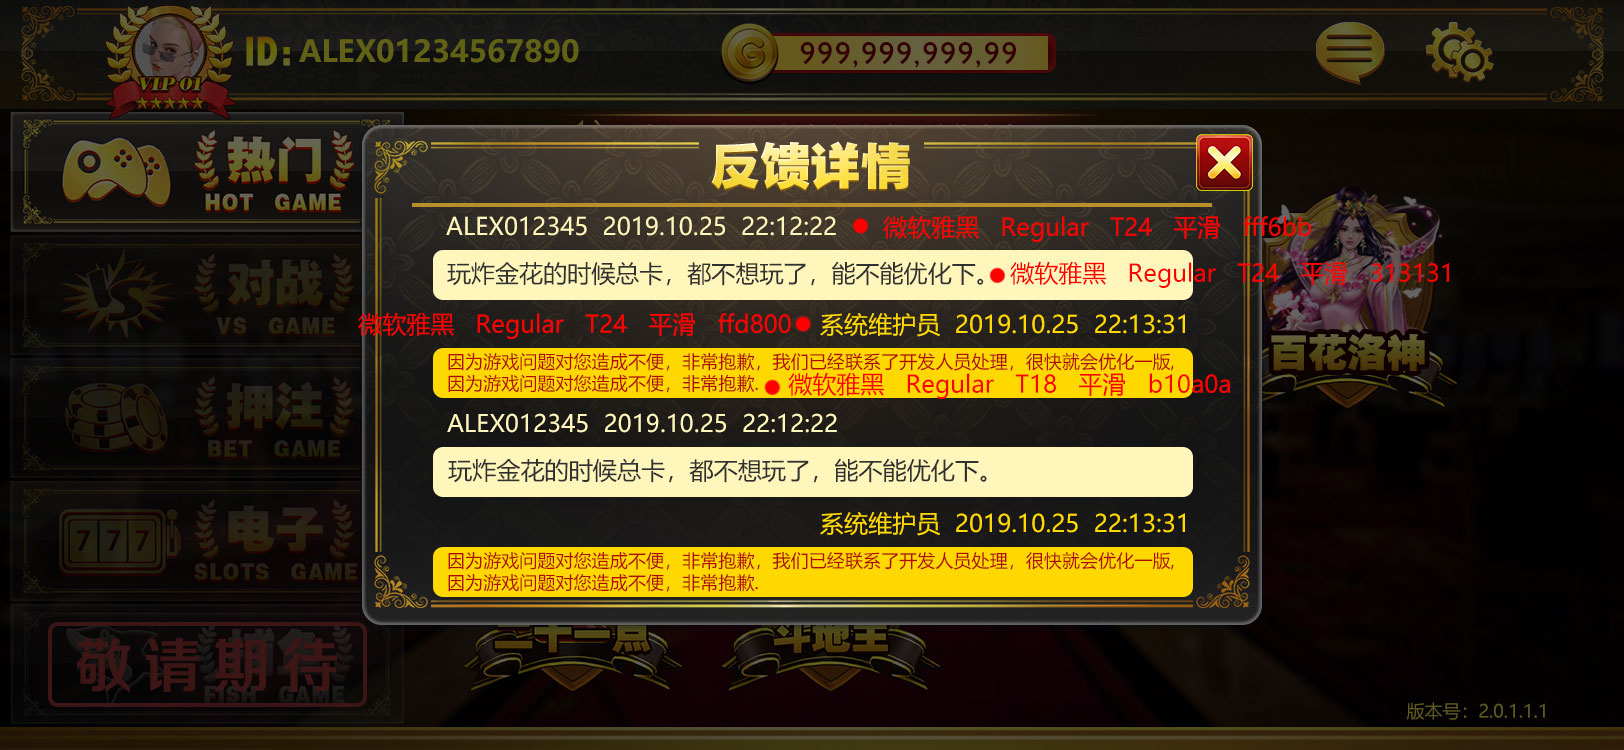 VIP 01
ID: ALEX01234567890
G
999,999,999,99
热门
HOT GAME
对战
VS GAME
押注
BET GAME
777
电子
SLOTS GAME
敬请期待
FISH GAME
反馈详情
ALEX012345 2019.10.25 22:12:22
微软雅黑 Regular T24 平滑 fff6bb
玩炸金花的时候总卡，都不想玩了，能不能优化下。
微软雅黑 Regular T24 平滑 313131
微软雅黑 Regular T24 平滑 ffd800
系统维护员 2019.10.25 22:13:31
因为游戏问题对您造成不便，非常抱歉，我们已经联系了开发人员处理，很快就会优化一版,
因为游戏问题对您造成不便，非常抱歉.
微软雅黑 Regular T18 平滑 b10a0a
ALEX012345 2019.10.25 22:12:22
玩炸金花的时候总卡，都不想玩了，能不能优化下。
系统维护员 2019.10.25 22:13:31
因为游戏问题对您造成不便，非常抱歉，我们已经联系了开发人员处理，很快就会优化一版,
因为游戏问题对您造成不便，非常抱歉.
百花洛神
二十一点
斗地主
版本号：2.0.1.1.1